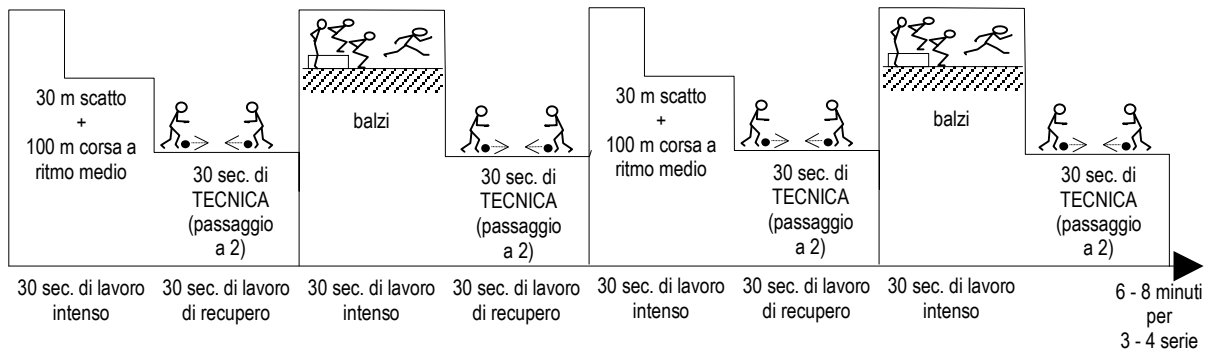 30 m scatto
+
100 m corsa a
ritmo medio
30 sec. di
TECNICA
(passaggio
a 2)
balzi
30 sec. di
TECNICA
(passaggio
a 2)
30 m scatto
+
100 m corsa a
ritmo medio
30 sec. di
TECNICA
(passaggio
a 2)
balzi
30 sec. di
TECNICA
(passaggio
a 2)
30 sec. di lavoro
intenso
30 sec. di lavoro
di recupero
30 sec. di lavoro
intenso
30 sec. di lavoro
di recupero
30 sec. di lavoro
intenso
30 sec. di lavoro
di recupero
30 sec. di lavoro
intenso
6 - 8 minuti
per
3 - 4 serie